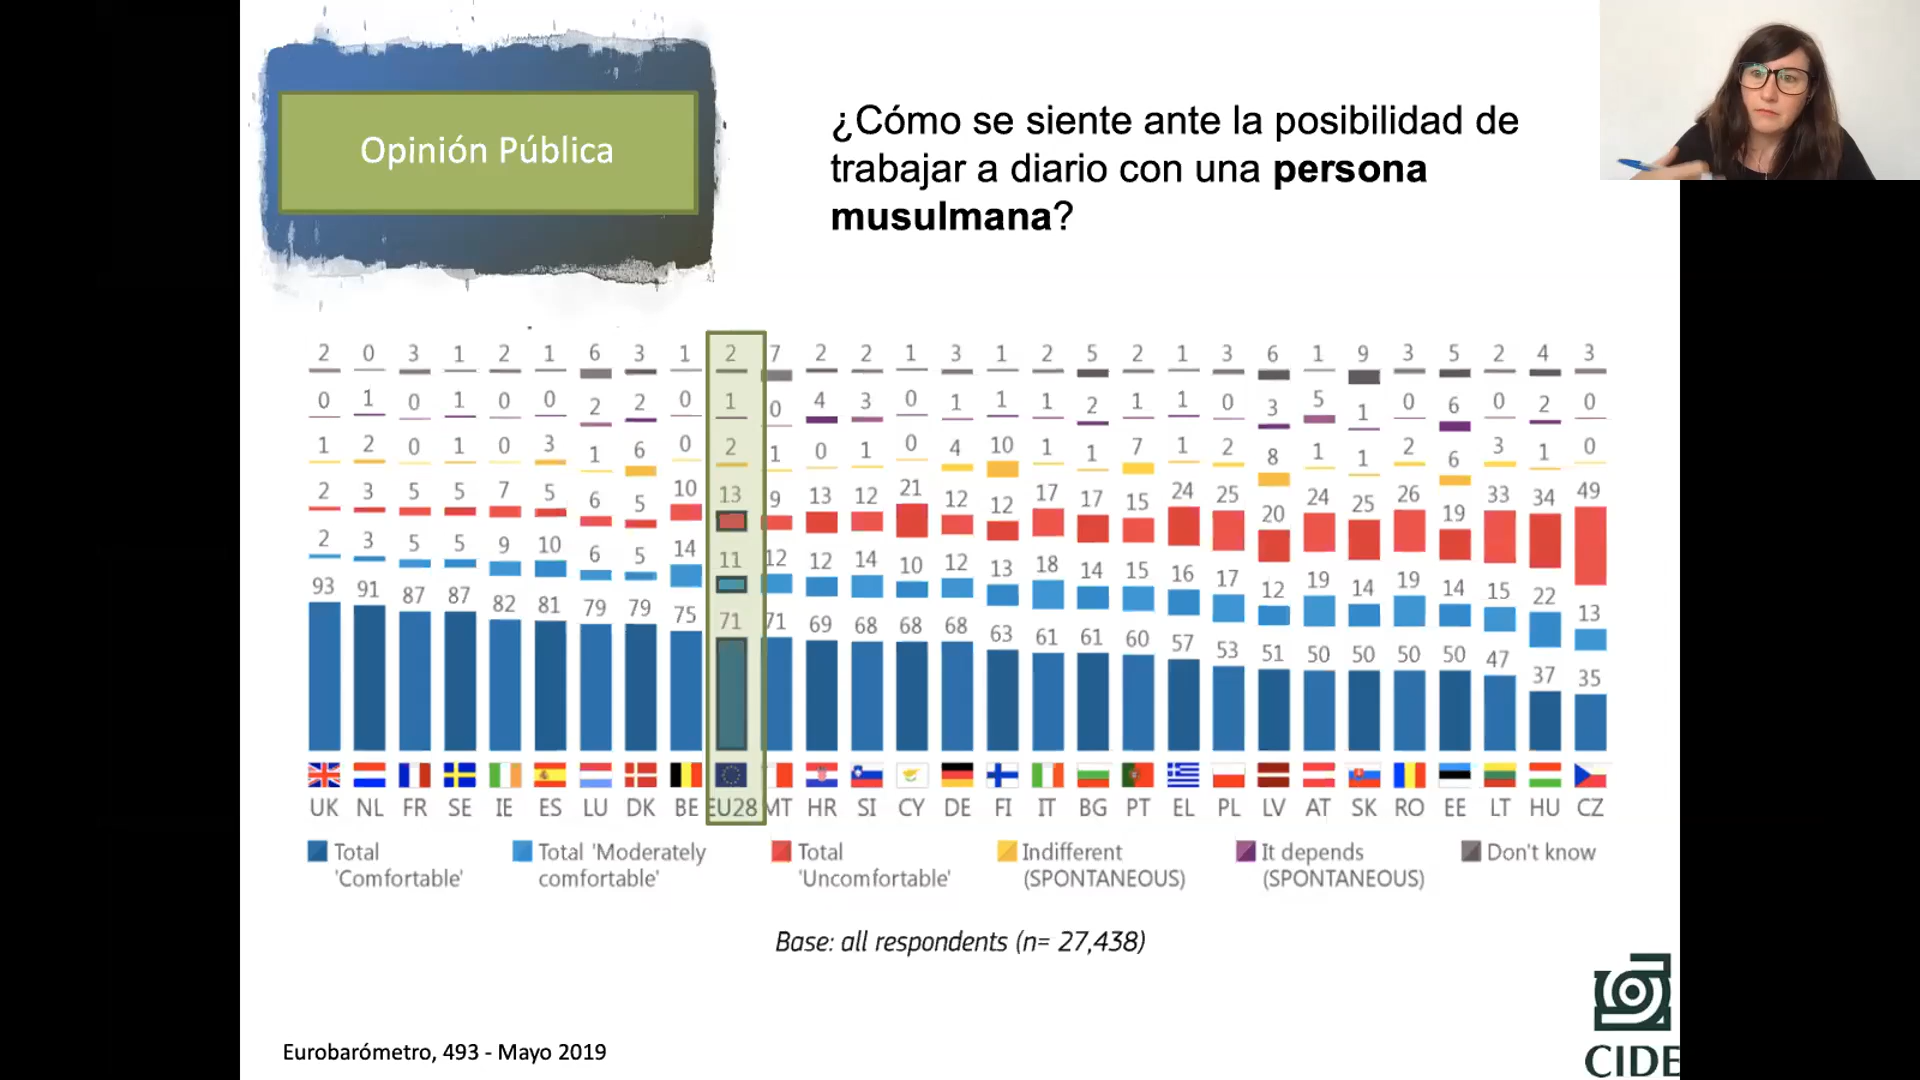 Opinión Pública
¿Cómo se siente ante la posibilidad de
trabajar a diario con una persona
musulmana?
2 0 3 1 2 1 6 3 1 2 7 2 2 1 3 1 2 5 2 1 3 6 1 9 3 5 2 4 3
0 1 0 1 0 0 2 2 0 1 0 4 3 0 1 1 1 2 1 1 0 3 5 1 0 6 0 2 0
1 2 0 1 0 3 1 6 0 2 1 0 1 0 4 10 1 1 7 1 2 8 1 1 2 6 3 1 0
2 3 5 5 7 5 6 5 10 13 9 13 12 21 12 12 17 17 15 24 25 20 24 25 26 19 33 34 49
2 3 5 5 9 10 6 5 14 11 12 12 14 10 12 13 18 14 15 16 17 12 19 14 19 14 15 22 13
93 91 87 87 82 81 79 79 75 71 71 69 68 68 68 63 61 61 60 57 53 51 50 50 50 50 47 37 35
UK NL FR SE IE ES LU DK BE EU28 MT HR SI CY DE FI IT BG PT EL PL LV AT SK RO EE LT HU CZ
Total 'Comfortable'
Total 'Moderately comfortable'
Total 'Uncomfortable'
Indifferent (SPONTANEOUS)
It depends (SPONTANEOUS)
Don't know
Base: all respondents (n= 27,438)
Eurobarómetro, 493 - Mayo 2019
CIDE